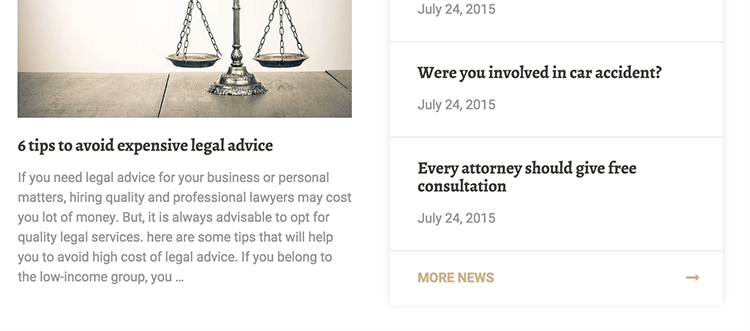 6 tips to avoid expensive legal advice
If you need legal advice for your business or personal
matters, hiring quality and professional lawyers may cost
you lot of money. But, it is always advisable to opt for
quality legal services. here are some tips that will help
you to avoid high cost of legal advice. If you belong to
the low-income group, you ...
July 24, 2015
Were you involved in car accident?
July 24, 2015
Every attorney should give free
consultation
July 24, 2015
MORE NEWS